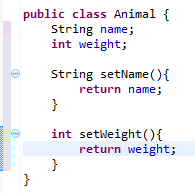 public class Animal {
String name;
int weight;
String setName(){
return name;
}
int setWeight(){
return weight;
}
}